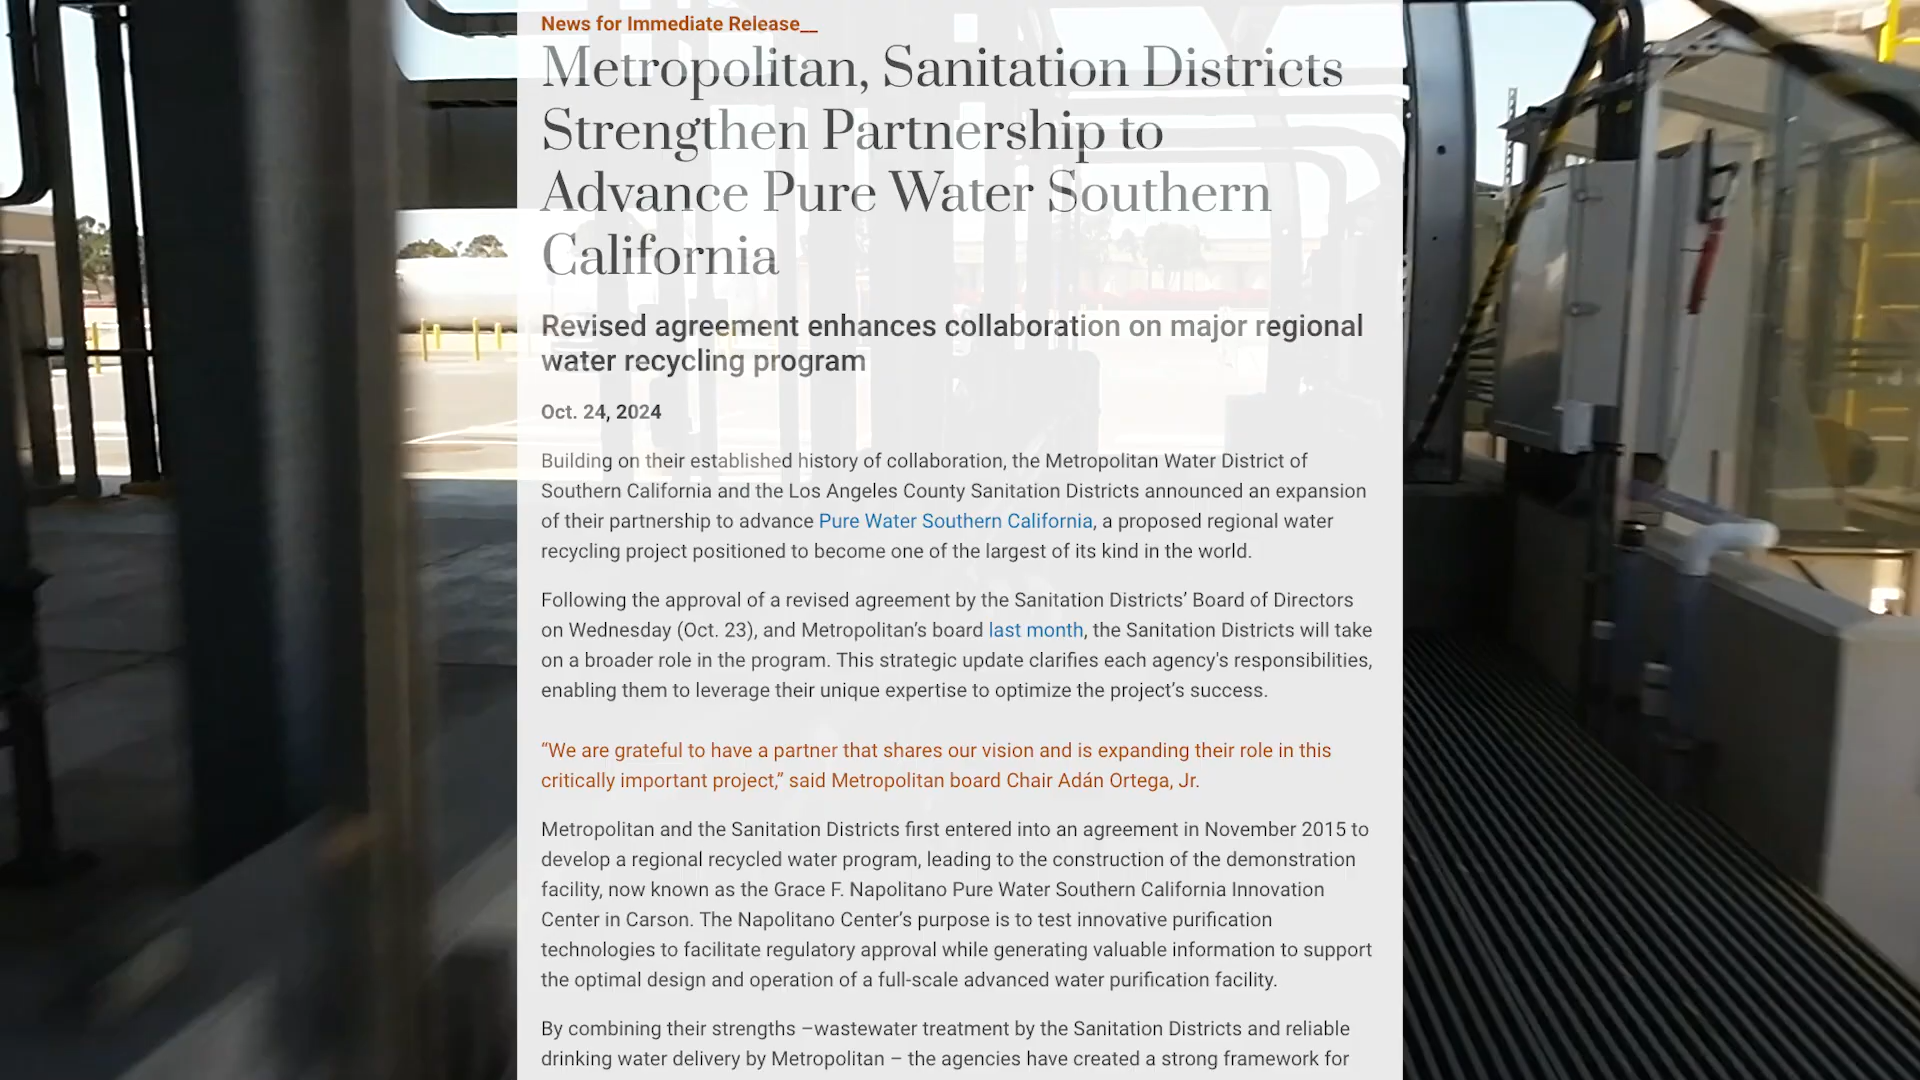 News for Immediate Release__
Metropolitan, Sanitation Districts
Strengthen Partnership to
Advance Pure Water Southern
California
Revised agreement enhances collaboration on major regional
water recycling program
Oct. 24, 2024
Building on their established history of collaboration, the Metropolitan Water District of
Southern California and the Los Angeles County Sanitation Districts announced an expansion
of their partnership to advance Pure Water Southern California, a proposed regional water
recycling project positioned to become one of the largest of its kind in the world.
Following the approval of a revised agreement by the Sanitation Districts’ Board of Directors
on Wednesday (Oct. 23), and Metropolitan’s board last month, the Sanitation Districts will take
on a broader role in the program. This strategic update clarifies each agency's responsibilities,
enabling them to leverage their unique expertise to optimize the project’s success.
“We are grateful to have a partner that shares our vision and is expanding their role in this
critically important project,” said Metropolitan board Chair Adán Ortega, Jr.
Metropolitan and the Sanitation Districts first entered into an agreement in November 2015 to
develop a regional recycled water program, leading to the construction of the demonstration
facility, now known as the Grace F. Napolitano Pure Water Southern California Innovation
Center in Carson. The Napolitano Center’s purpose is to test innovative purification
technologies to facilitate regulatory approval while generating valuable information to support
the optimal design and operation of a full-scale advanced water purification facility.
By combining their strengths –wastewater treatment by the Sanitation Districts and reliable
drinking water delivery by Metropolitan – the agencies have created a strong framework for